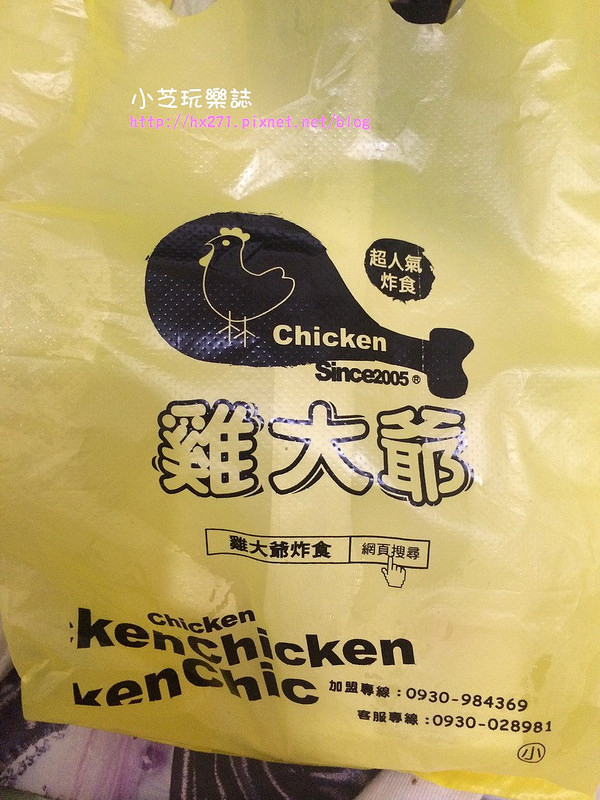 小芝玩樂誌
http://hx271.pixnet.net/blog
超人氣
炸食
Chicken
Since2005®
雞大爺
雞大爺炸食 網頁搜尋
Chicken
kenchicken
kenChic
加盟專線：0930-984369
客服專線：0930-028981
小